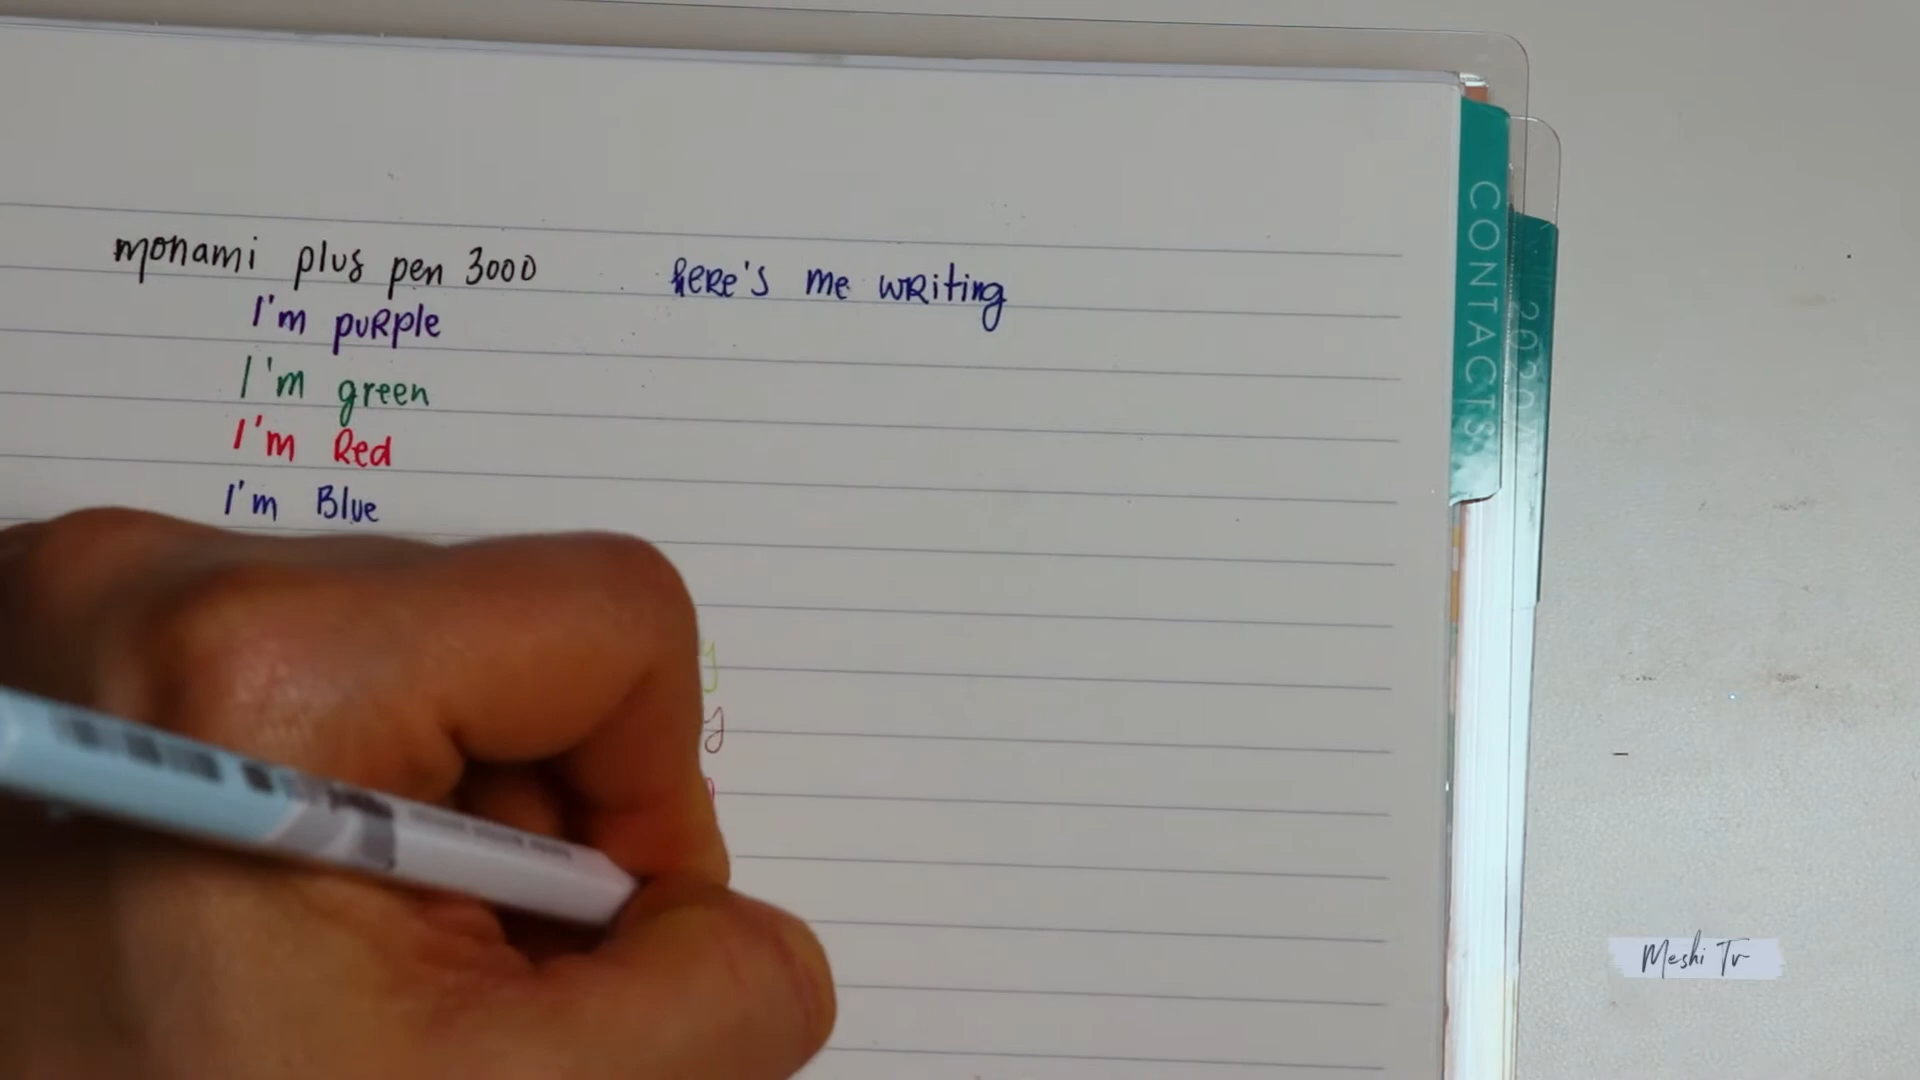 monami plus pen 3000
here's me writing
I'm purple
I'm green
I'm Red
I'm Blue
CONTACTS
Meshi Tv